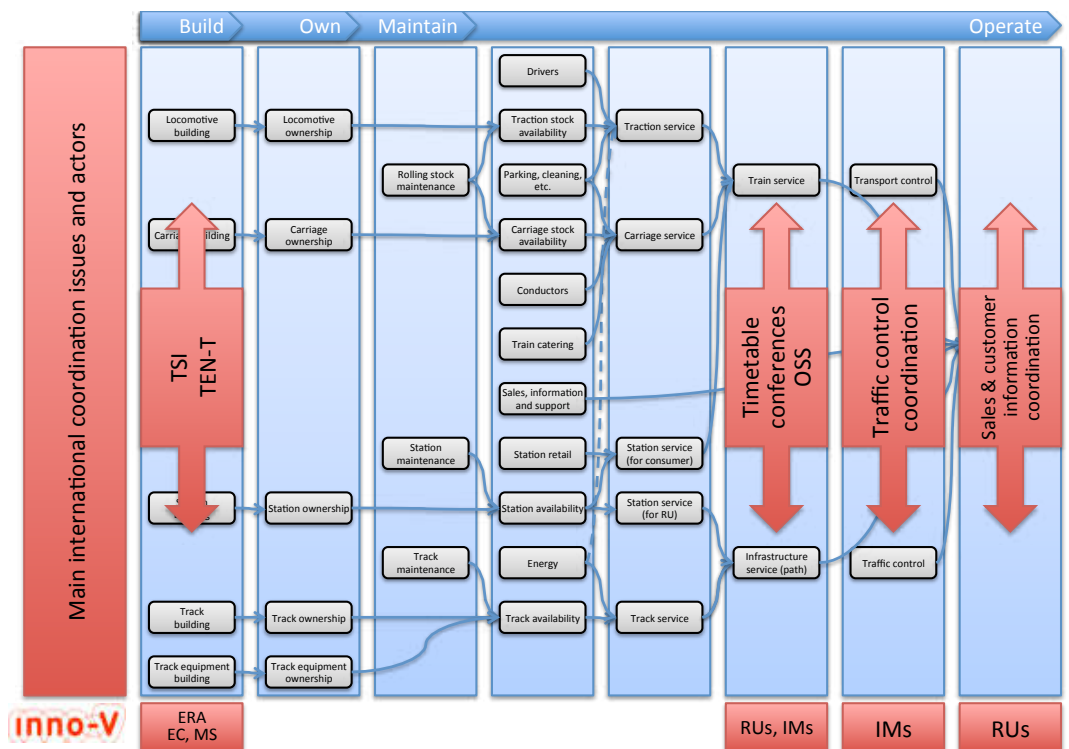 Build
Own
Maintain
Operate
Main international coordination issues and actors
Locomotive
building
Carriage building
Track
building
Track equipment
building
TSI
TEN-T
Locomotive
ownership
Carriage
ownership
Station ownership
Track ownership
Track equipment
ownership
Rolling stock
maintenance
Station
maintenance
Track
maintenance
Drivers
Traction stock
availability
Parking, cleaning,
etc.
Carriage stock
availability
Conductors
Train catering
Sales, information
and support
Station retail
Station availability
Energy
Track availability
Traction service
Carriage service
Station service
(for consumer)
Station service
(for RU)
Track service
Train service
Timetable
conferences
OSS
Infrastructure
service (path)
Transport control
Traffic control
coordination
Traffic control
Sales & customer
information
coordination
inno-V
ERA
EC, MS
RUs, IMs
IMs
RUs